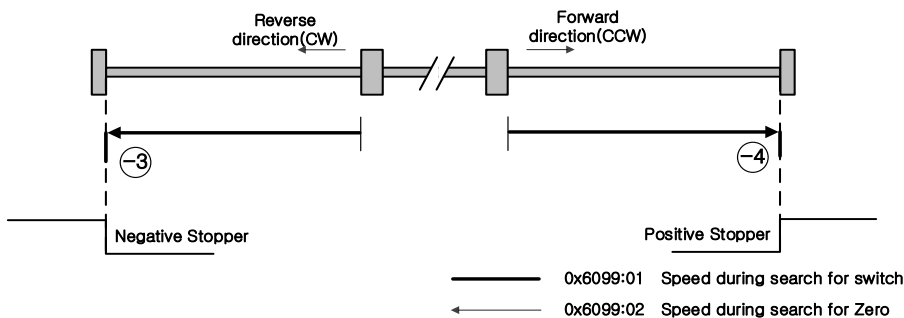 Reverse
direction(CW)
Forward
direction(CCW)
-3
-4
Negative Stopper
Positive Stopper
0x6099:01 Speed during search for switch
0x6099:02 Speed during search for Zero